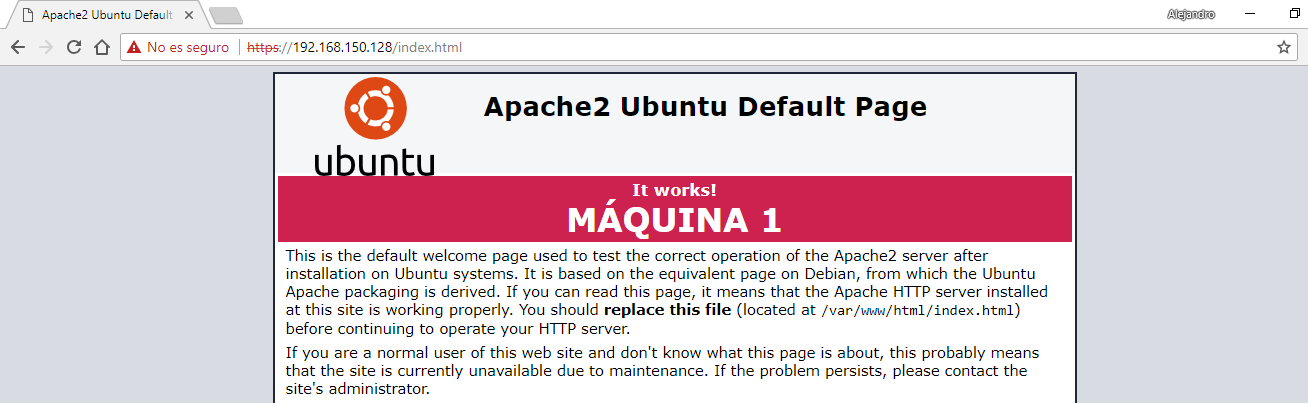 Apache2 Ubuntu Default
Alejandro
No es seguro https://192.168.150.128/index.html
ubuntu
Apache2 Ubuntu Default Page
It works!
MÁQUINA 1
This is the default welcome page used to test the correct operation of the Apache2 server after
installation on Ubuntu systems. It is based on the equivalent page on Debian, from which the Ubuntu
Apache packaging is derived. If you can read this page, it means that the Apache HTTP server installed
at this site is working properly. You should replace this file (located at /var/www/html/index.html)
before continuing to operate your HTTP server.
If you are a normal user of this web site and don't know what this page is about, this probably means
that the site is currently unavailable due to maintenance. If the problem persists, please contact the
site's administrator.